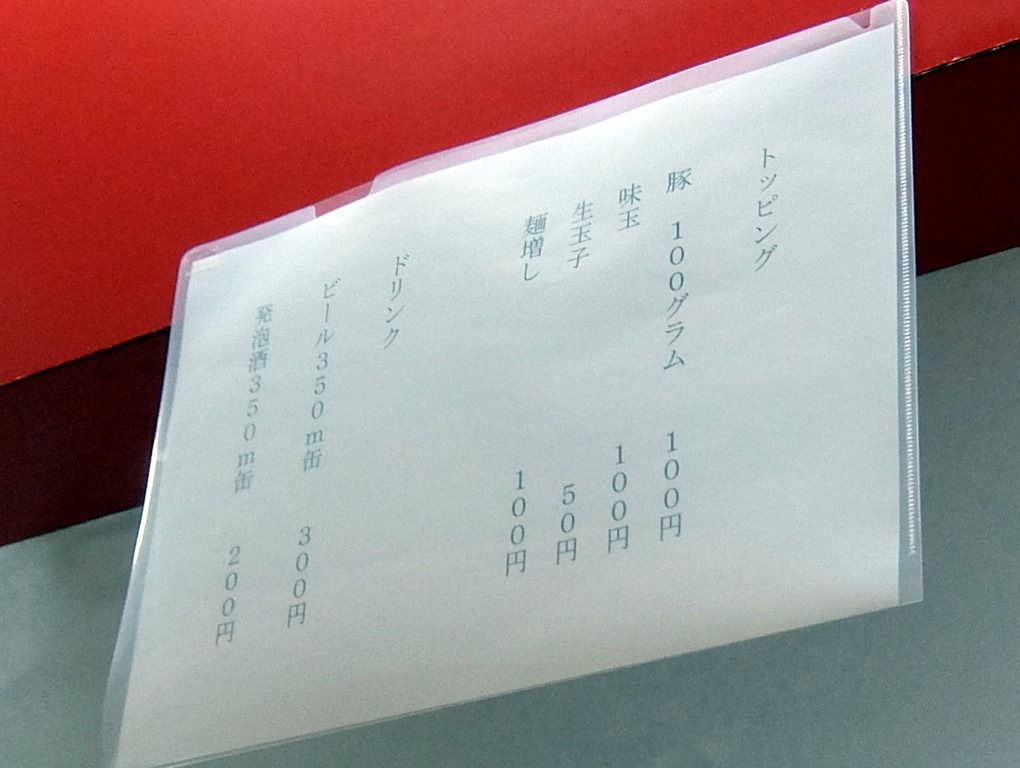 トッピング
豚　１００グラム　１００円
味玉　１００円
生玉子　５０円
麺増し　１００円
ドリンク
ビール３５０ｍ缶　３００円
発泡酒３５０ｍ缶　２００円